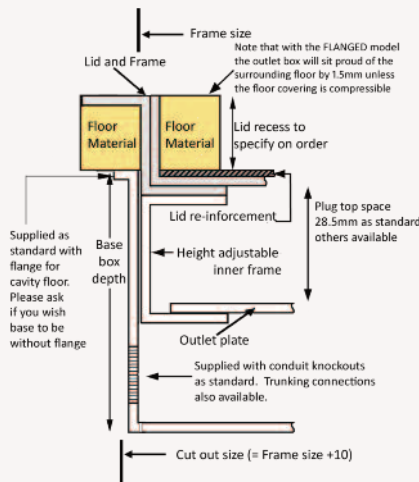 Frame size
Note that with the FLANGED model
the outlet box will sit proud of the
surrounding floor by 1.5mm unless
the floor covering is compressible
Lid and Frame
Floor
Material
Floor
Material
Lid recess to
specify on order
Lid re-inforcement
Plug top space
28.5mm as standard
others available
Supplied as
standard with
flange for
cavity floor.
Please ask
if you wish
base to be
without flange
Base
box
depth
Height adjustable
inner frame
Outlet plate
Supplied with conduit knockouts
as standard. Trunking connections
also available.
Cut out size (= Frame size +10)